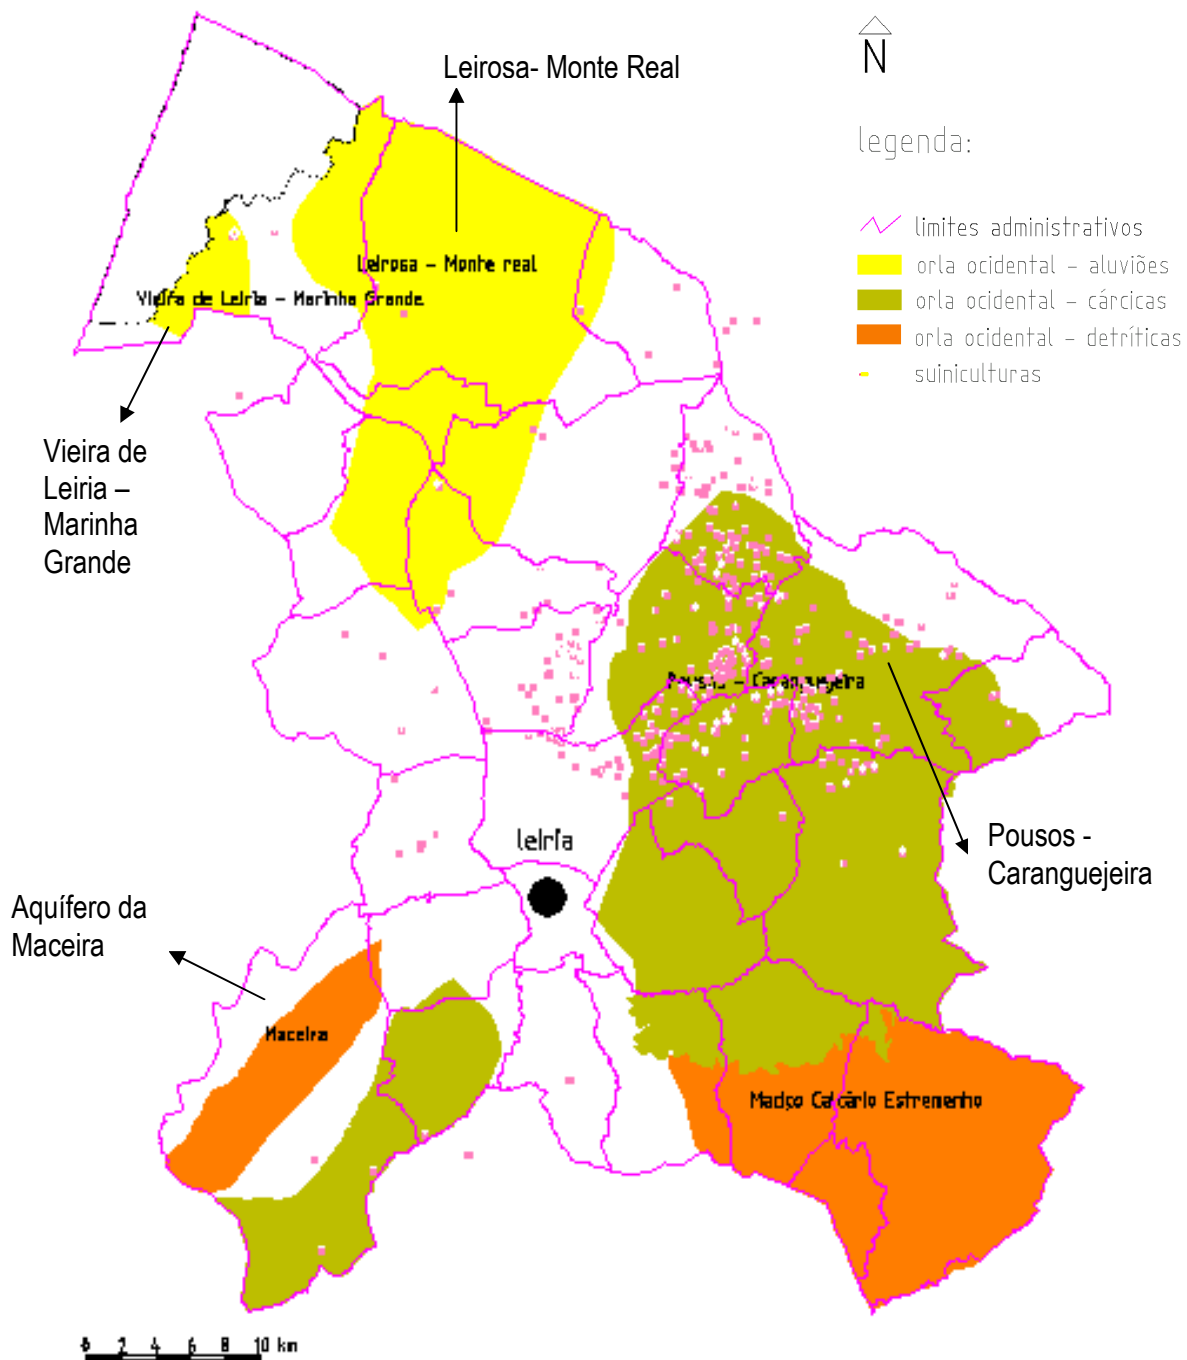 N
Leirosa- Monte Real
legenda:
limites administrativos
orla ocidental - aluviões
orla ocidental - cárcicas
orla ocidental - detríticas
suiniculturas
Leirosa - Monte real
Vieira de Leiria - Marinha Grande
Vieira de
Leiria –
Marinha
Grande
Pousos - Caranguejeira
leiria
Pousos -
Caranguejeira
Aquífero da
Maceira
Maceira
Maciço Calcário Estremenho
0 2 4 6 8 10 km